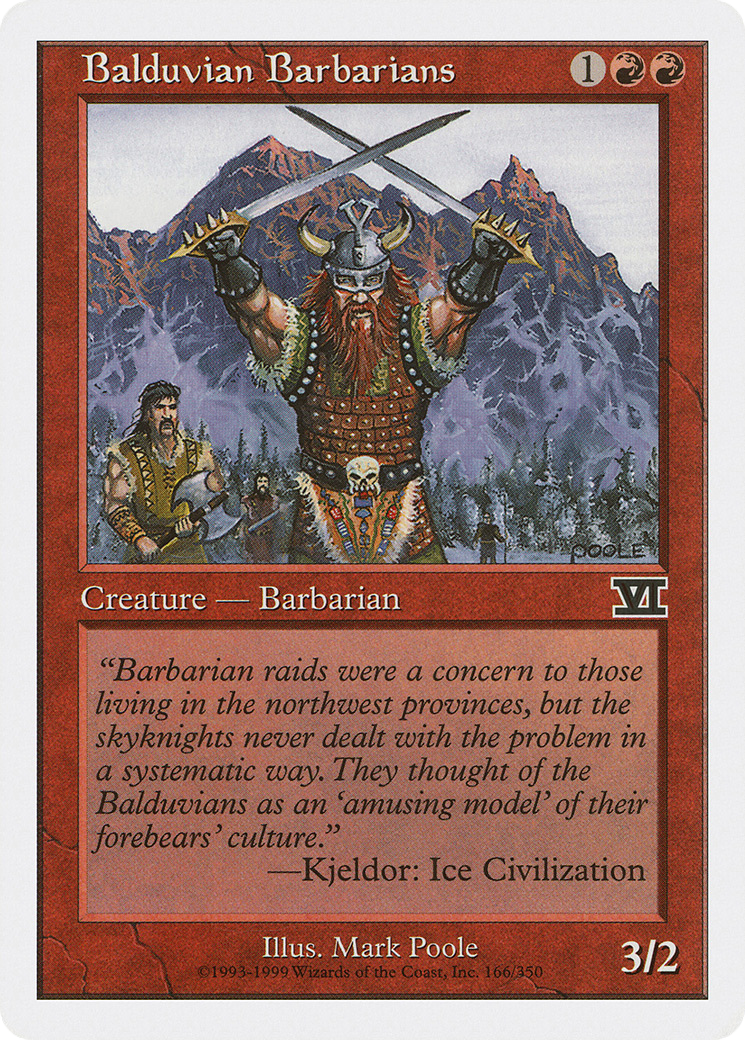 Balduvian Barbarians
1
POOLE
Creature — Barbarian
VI
“Barbarian raids were a concern to those
living in the northwest provinces, but the
skyknights never dealt with the problem in
a systematic way. They thought of the
Balduvians as an ‘amusing model’ of their
forebears’ culture.”
—Kjeldor: Ice Civilization
Illus. Mark Poole
©1993-1999 Wizards of the Coast, Inc. 166/350
3/2